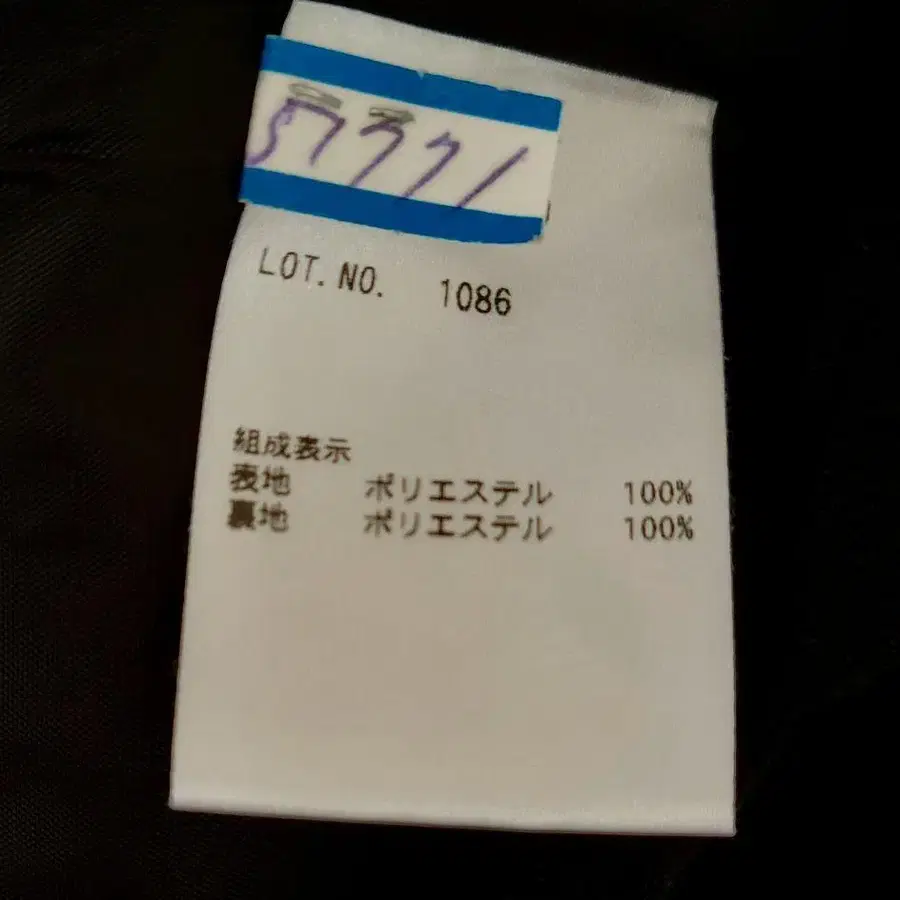 LOT. NO. 1086
組成表示
表地 ポリエステル 100%
裏地 ポリエステル 100%